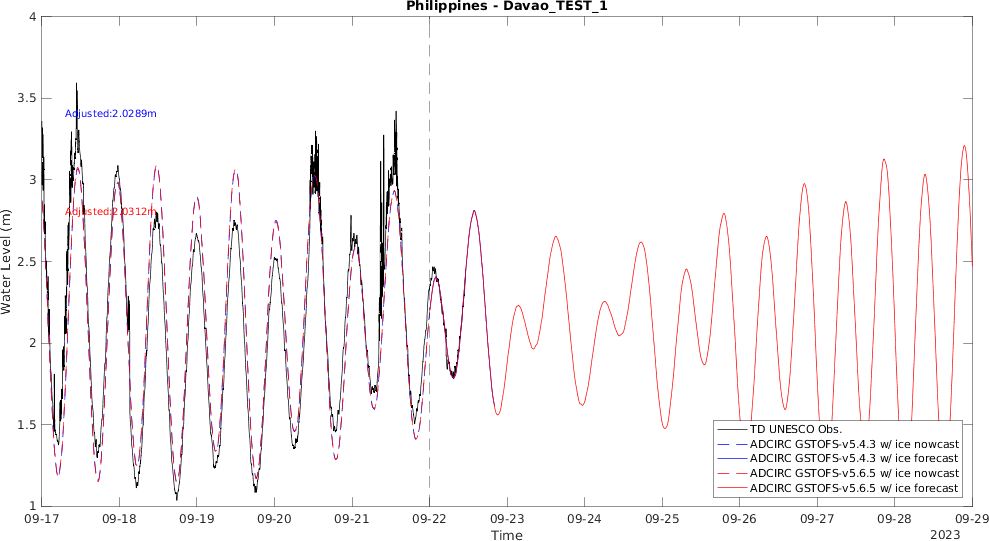 Philippines - Davao_TEST_1
4
3.5
3
2.5
2
1.5
1
Water Level (m)
Adjusted:2.0289m
Adjusted:2.0312m
TD UNESCO Obs.
ADCIRC GSTOFS-v5.4.3 w/ ice nowcast
ADCIRC GSTOFS-v5.4.3 w/ ice forecast
ADCIRC GSTOFS-v5.6.5 w/ ice nowcast
ADCIRC GSTOFS-v5.6.5 w/ ice forecast
09-17 09-18 09-19 09-20 09-21 09-22 09-23 09-24 09-25 09-26 09-27 09-28 09-29
Time
2023